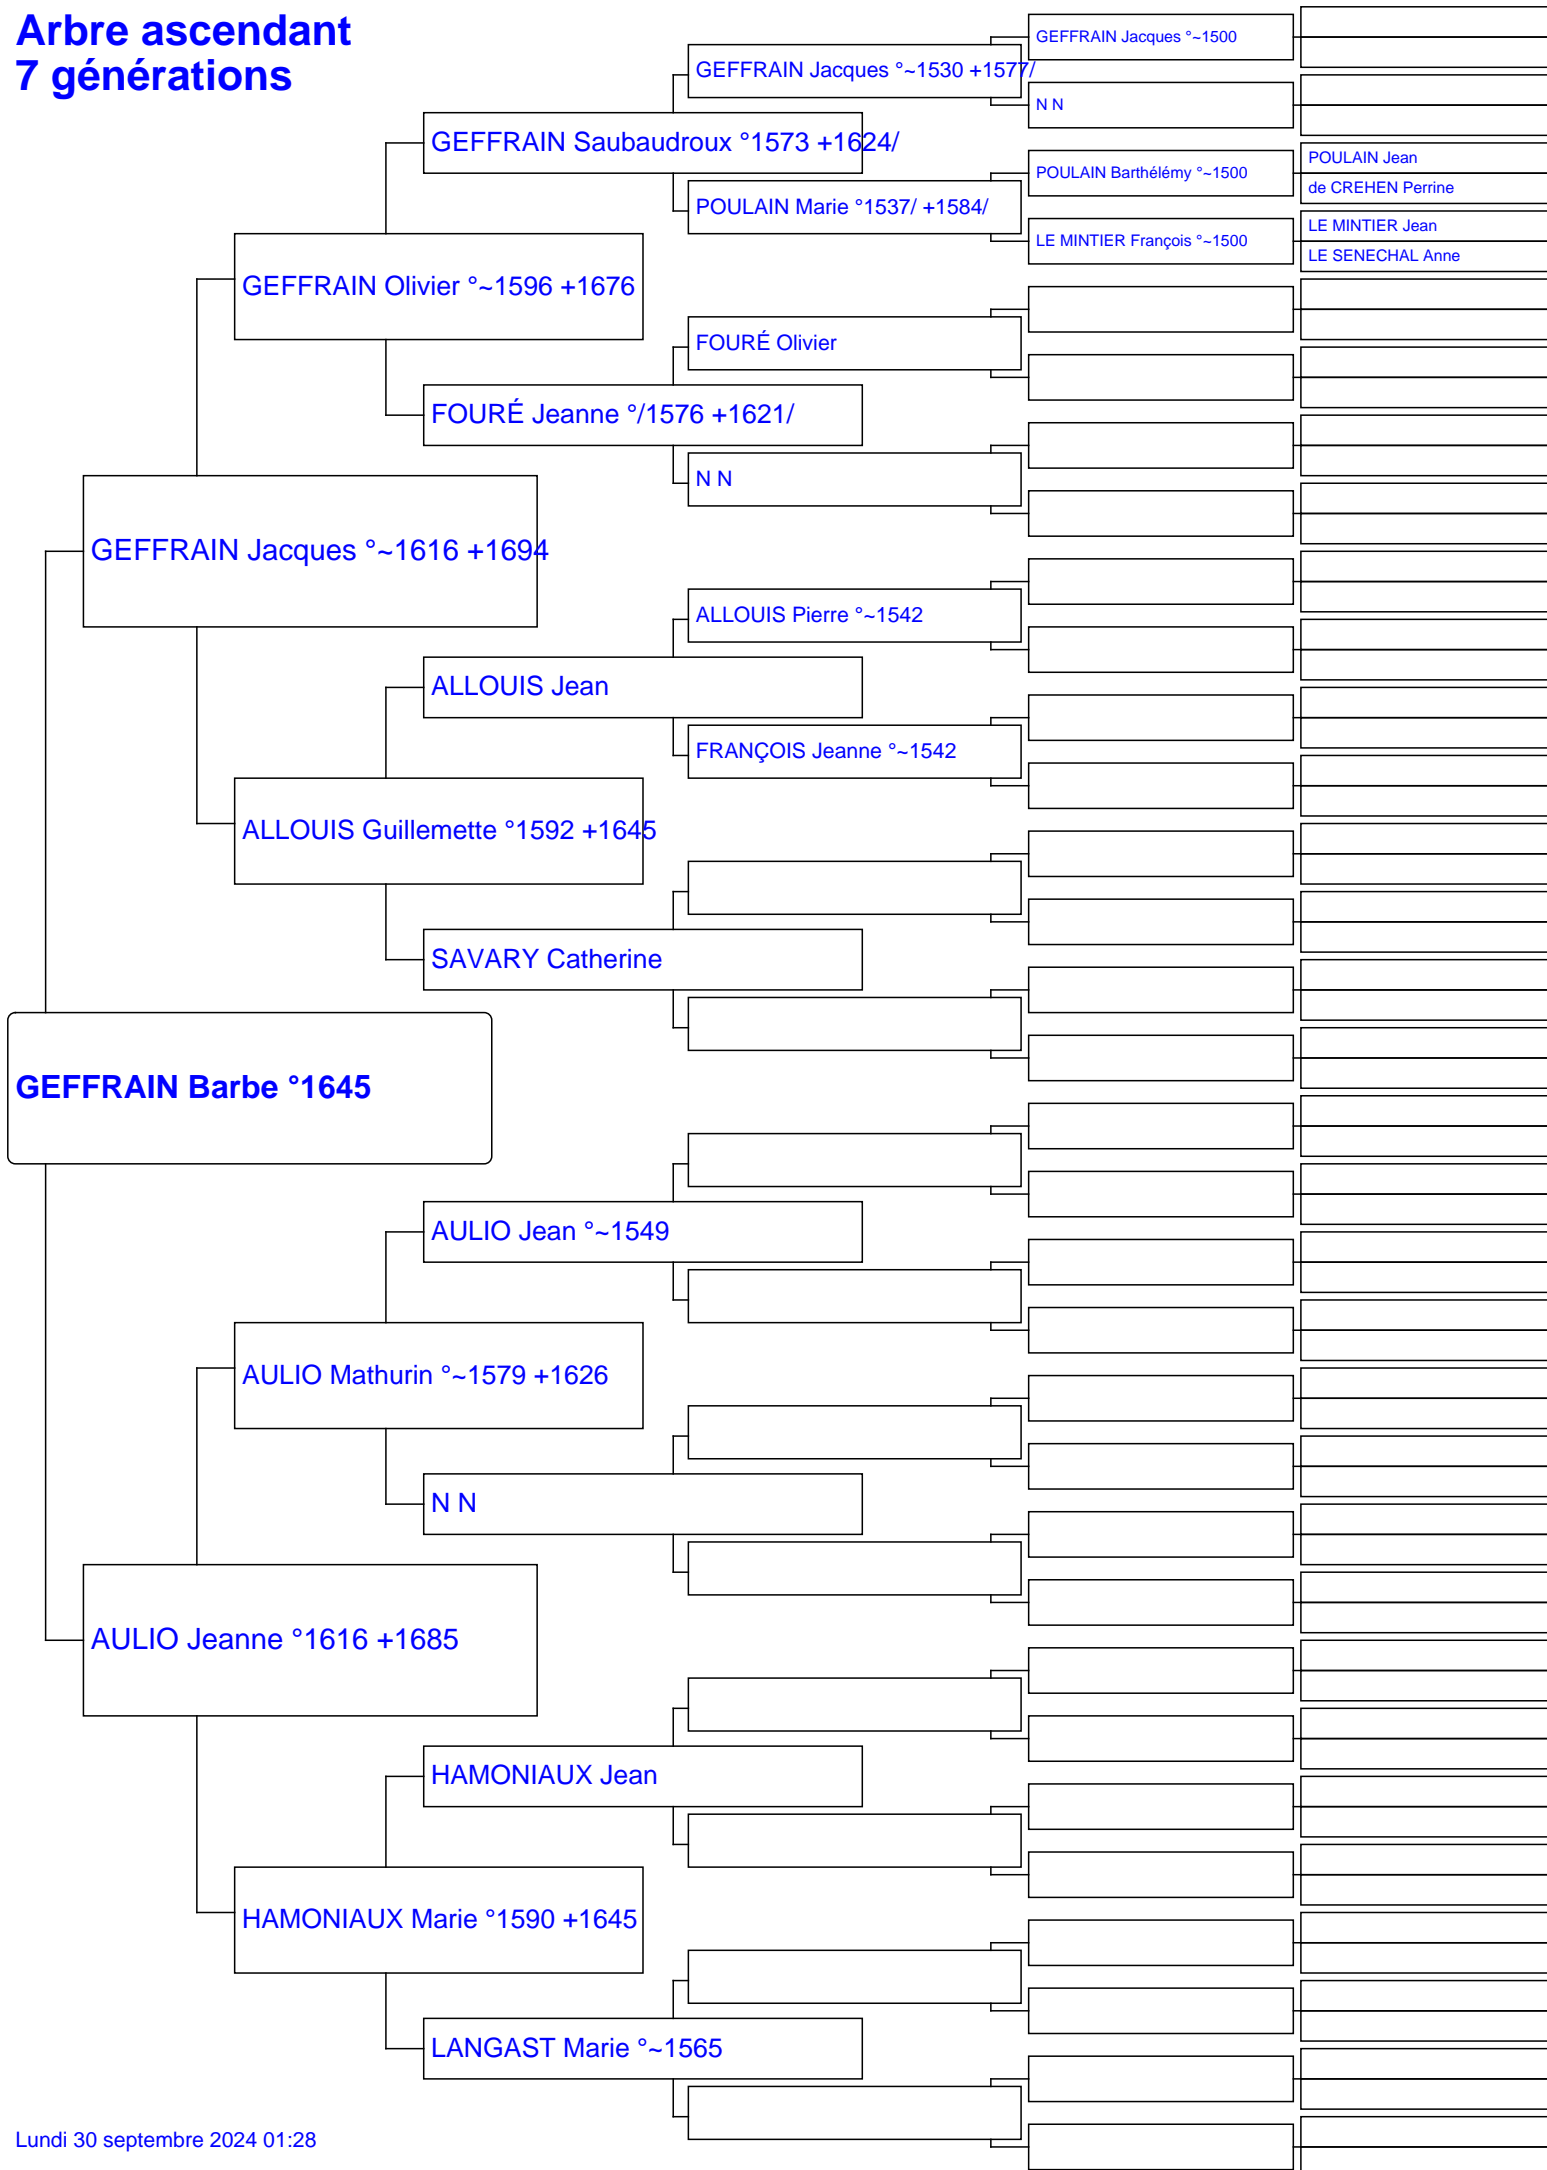 Arbre ascendant
7 générations
GEFFRAIN Jacques °~1500
GEFFRAIN Jacques °~1530 +1577/
N N
GEFFRAIN Saubaudroux °1573 +1624/
POULAIN Jean
POULAIN Barthélémy °~1500
de CREHEN Perrine
POULAIN Marie °1537/ +1584/
LE MINTIER Jean
LE MINTIER François °~1500
LE SENECHAL Anne
GEFFRAIN Olivier °~1596 +1676
FOURÉ Olivier
FOURÉ Jeanne °/1576 +1621/
N N
GEFFRAIN Jacques °~1616 +1694
ALLOUIS Pierre °~1542
ALLOUIS Jean
FRANÇOIS Jeanne °~1542
ALLOUIS Guillemette °1592 +1645
SAVARY Catherine
GEFFRAIN Barbe °1645
AULIO Jean °~1549
AULIO Mathurin °~1579 +1626
N N
AULIO Jeanne °1616 +1685
HAMONIAUX Jean
HAMONIAUX Marie °1590 +1645
LANGAST Marie °~1565
Lundi 30 septembre 2024 01:28